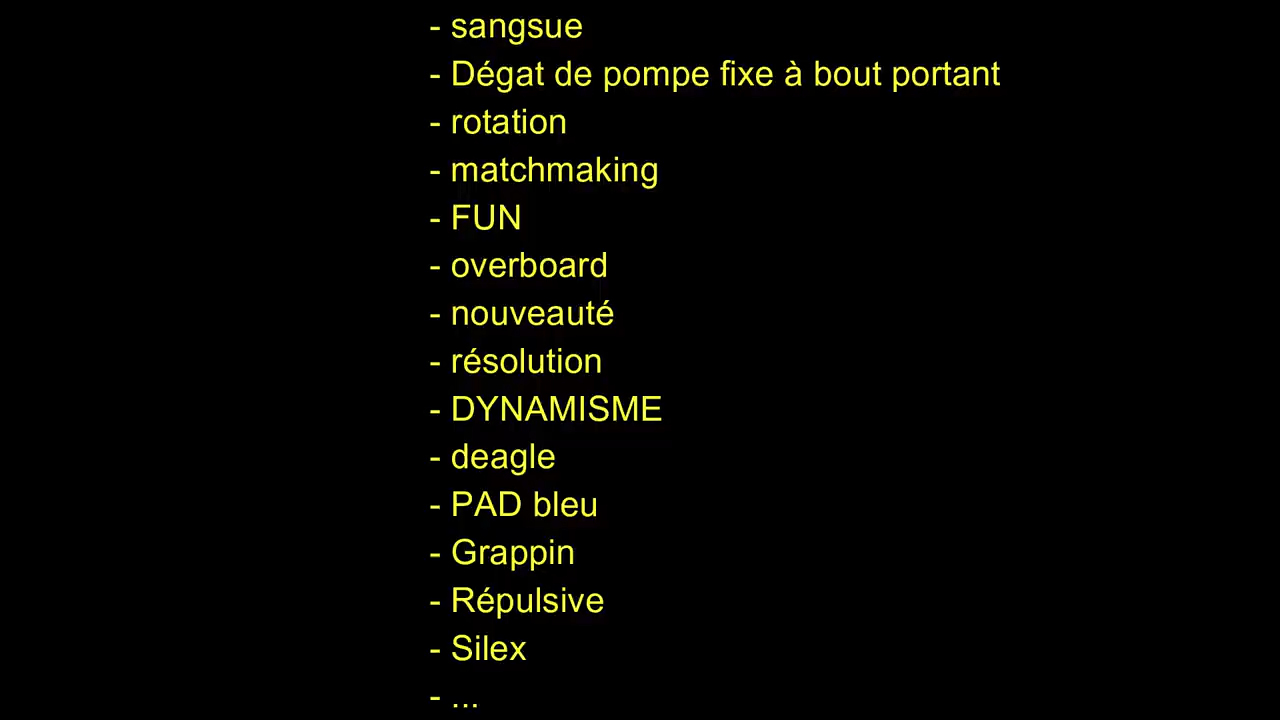 - sangsue
- Dégat de pompe fixe à bout portant
- rotation
- matchmaking
- FUN
- overboard
- nouveauté
- résolution
- DYNAMISME
- deagle
- PAD bleu
- Grappin
- Répulsive
- Silex
- ...